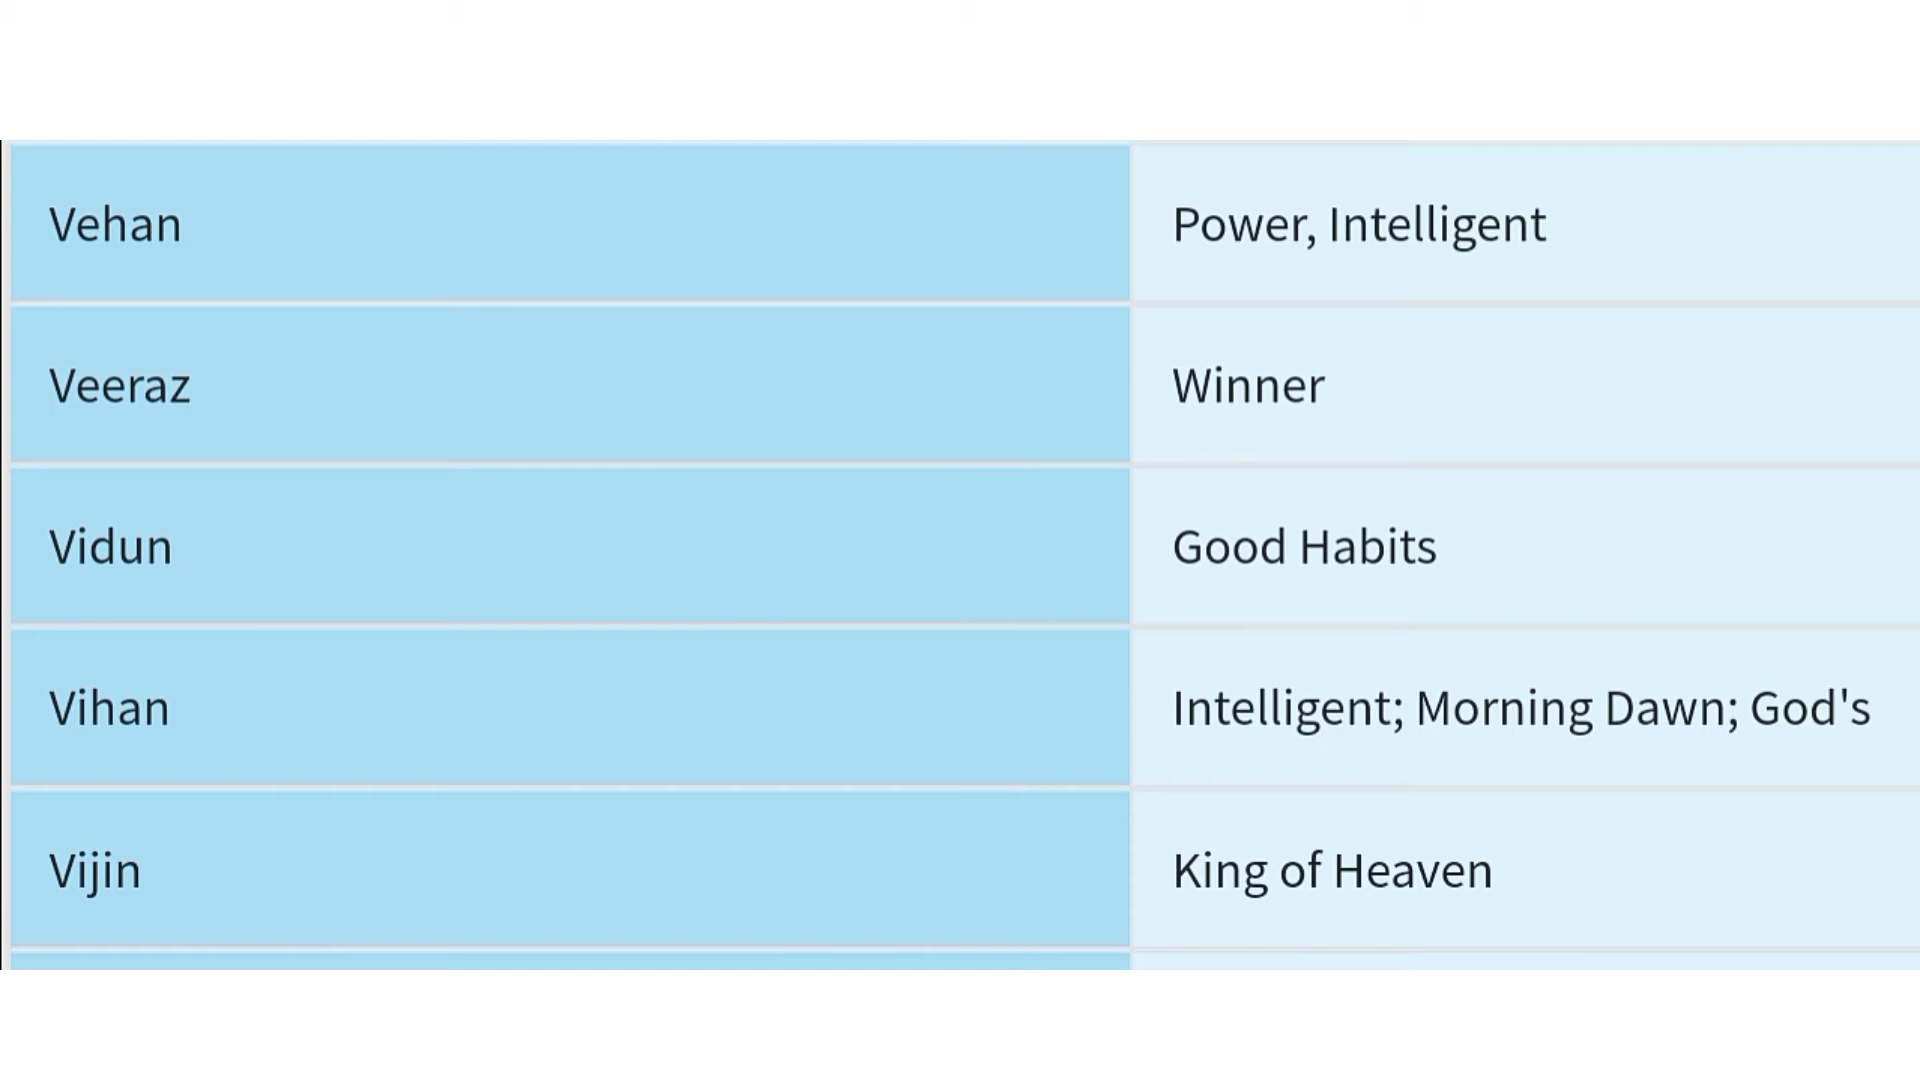 Vehan Power, Intelligent
Veeraz Winner
Vidun Good Habits
Vihan Intelligent; Morning Dawn; God's
Vijin King of Heaven